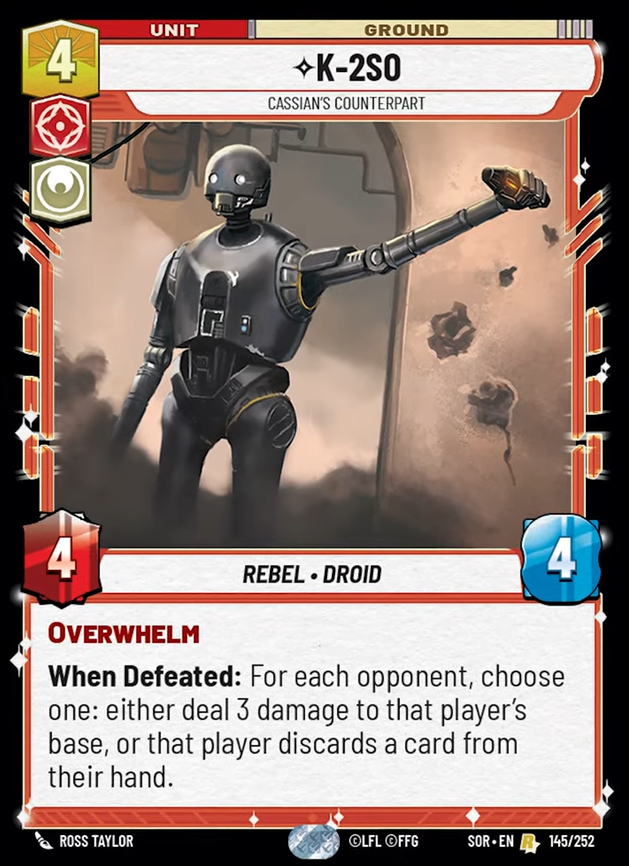 UNIT GROUND
4
✧K-2SO
CASSIAN'S COUNTERPART
4
REBEL • DROID
4
OVERWHELM
When Defeated: For each opponent, choose
one: either deal 3 damage to that player's
base, or that player discards a card from
their hand.
ROSS TAYLOR ©LFL ©FFG SOR • EN R 145/252